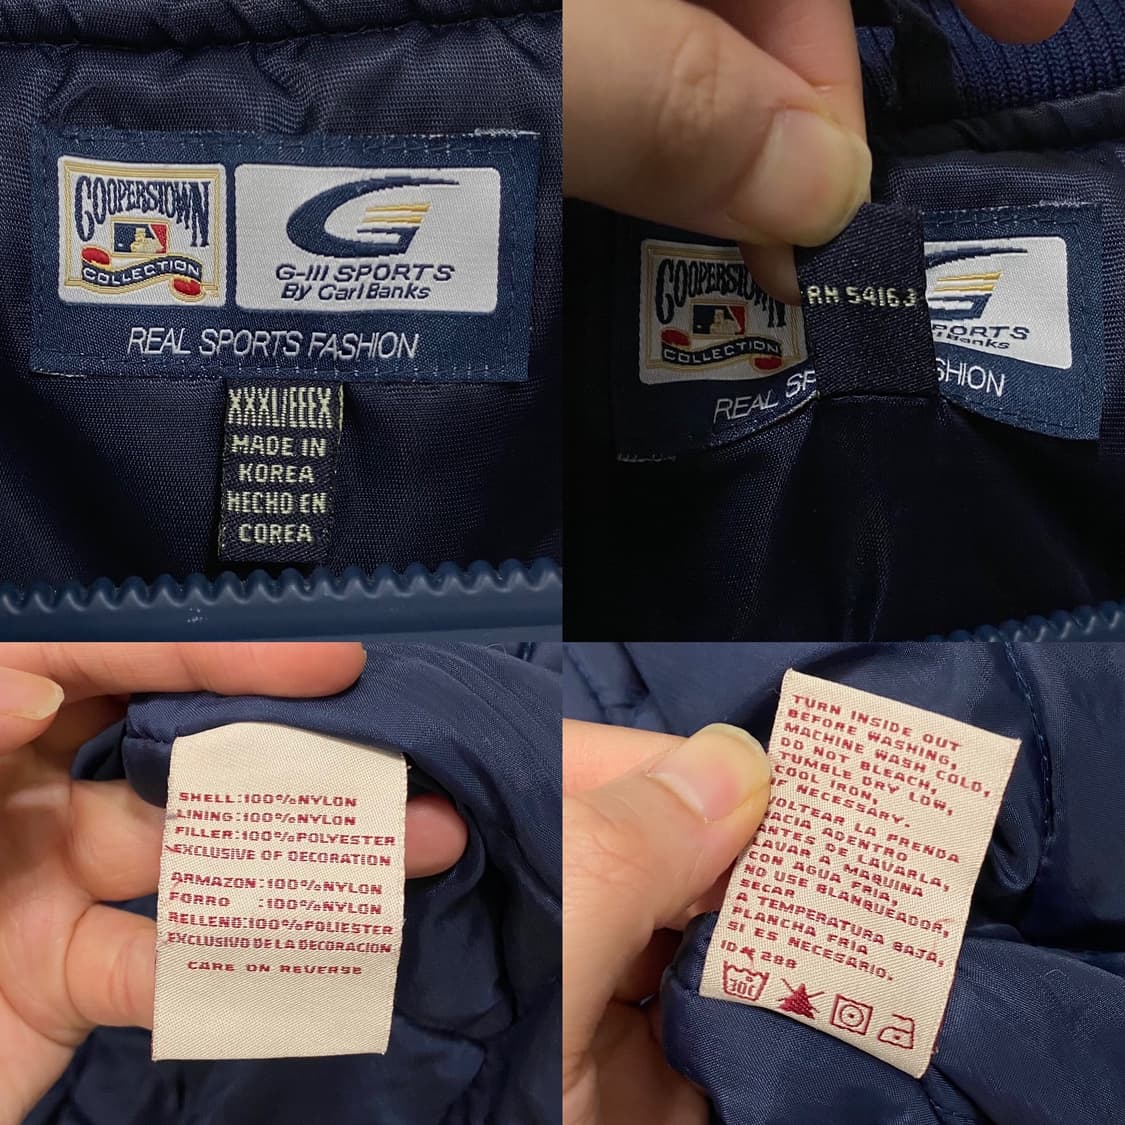 COOPERSTOWN
COLLECTION
G-III SPORTS
By Carl Banks
REAL SPORTS FASHION
XXXL/EEEX
MADE IN
KOREA
HECHO EN
COREA
COOPERSTOWN
COLLECTION
RN 54163
PORTS
l Banks
REAL SP
SHION
SHELL:100%NYLON
LINING:100%NYLON
FILLER:100%POLYESTER
EXCLUSIVE OF DECORATION
ARMAZON:100%NYLON
FORRO :100%NYLON
RELLENO:100%POLIESTER
EXCLUSIVO DE LA DECORACION
CARE ON REVERSE
TURN INSIDE OUT
BEFORE WASHING,
MACHINE WASH COLD,
DO NOT BLEACH,
TUMBLE DRY LOW,
COOL IRON,
IF NECESSARY.
VOLTEAR LA PRENDA
HACIA ADENTRO
ANTES DE LAVARLA,
LAVAR A MAQUINA
CON AGUA FRIA,
NO USE BLANQUEADOR,
SECAR
A TEMPERATURA BAJA,
PLANCHA FRIA
SI ES NECESARIO.
ID # 288
30C